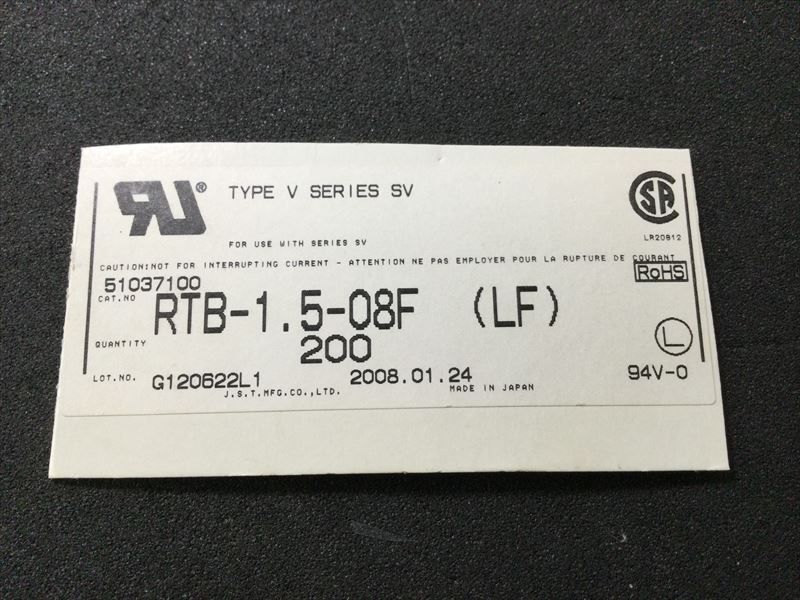 RU®
TYPE V SERIES SV
SA
LR20812
FOR USE WITH SERIES SV
CAUTION:NOT FOR INTERRUPTING CURRENT - ATTENTION NE PAS EMPLOYER POUR LA RUPTURE DE COURANT
51037100
RoHS
CAT.NO RTB-1.5-08F (LF)
QUANTITY 200
L
LOT.NO. G120622L1 2008.01.24 94V-0
J.S.T.MFG.CO.,LTD. MADE IN JAPAN